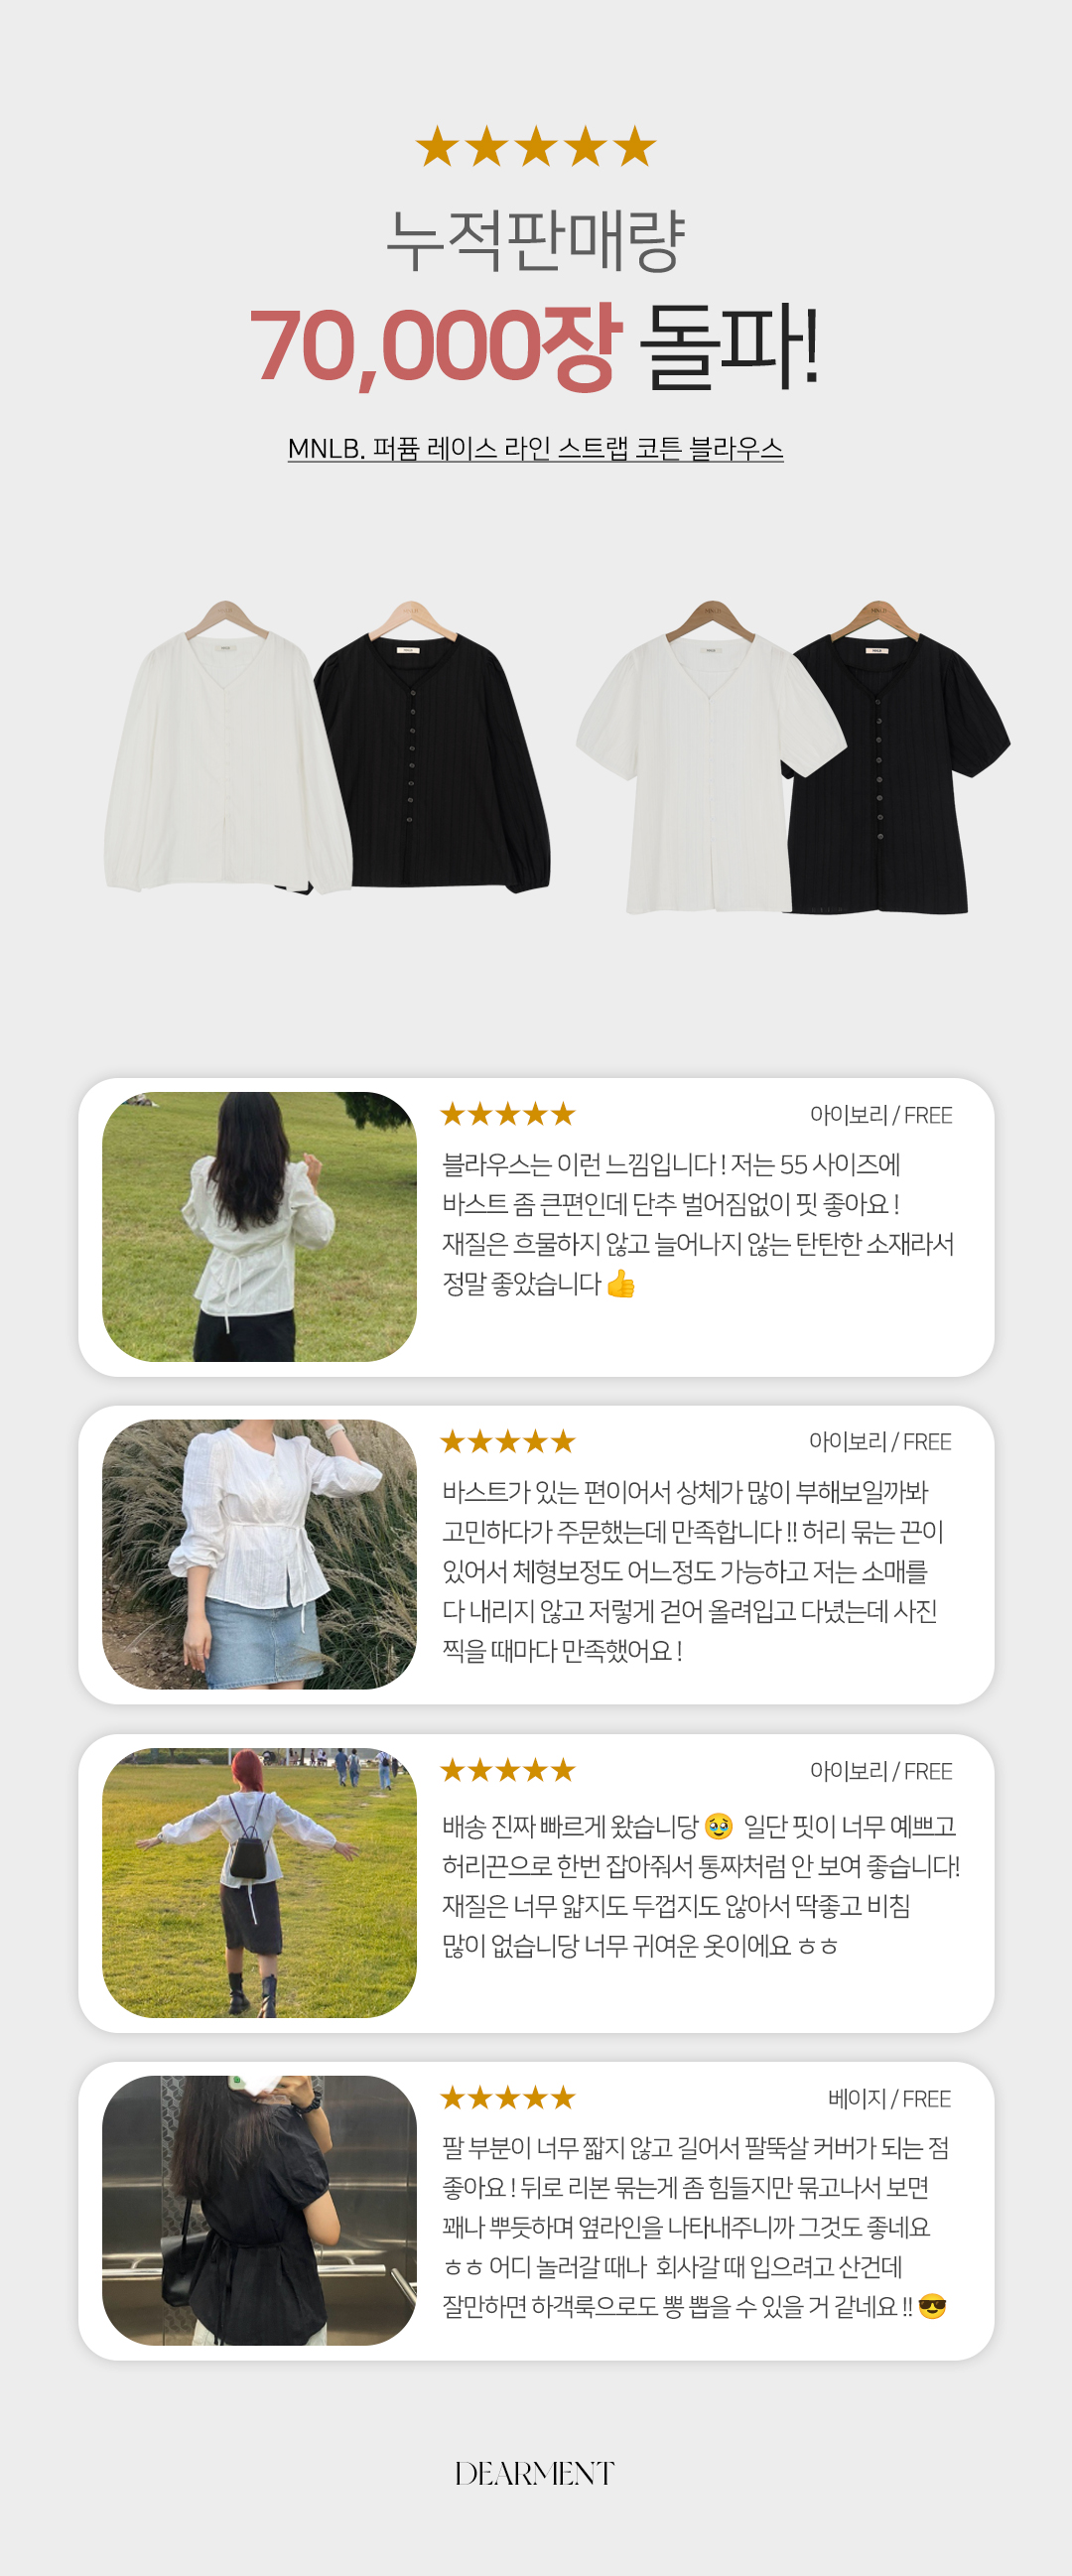 ★★★★★
누적판매량
70,000장 돌파!
MNLB. 퍼퓸 레이스 라인 스트랩 코튼 블라우스
★★★★★ 아이보리 / FREE
블라우스는 이런 느낌입니다 ! 저는 55 사이즈에
바스트 좀 큰편인데 단추 벌어짐없이 핏 좋아요 !
재질은 흐물하지 않고 늘어나지 않는 탄탄한 소재라서
정말 좋았습니다 👍
★★★★★ 아이보리 / FREE
바스트가 있는 편이어서 상체가 많이 부해보일까봐
고민하다가 주문했는데 만족합니다 !! 허리 묶는 끈이
있어서 체형보정도 어느정도 가능하고 저는 소매를
다 내리지 않고 저렇게 걷어 올려입고 다녔는데 사진
찍을 때마다 만족했어요 !
★★★★★ 아이보리 / FREE
배송 진짜 빠르게 왔습니당 🥹 일단 핏이 너무 예쁘고
허리끈으로 한번 잡아줘서 통짜처럼 안 보여 좋습니다!
재질은 너무 얇지도 두껍지도 않아서 딱좋고 비침
많이 없습니당 너무 귀여운 옷이에요 ㅎㅎ
★★★★★ 베이지 / FREE
팔 부분이 너무 짧지 않고 길어서 팔뚝살 커버가 되는 점
좋아요 ! 뒤로 리본 묶는게 좀 힘들지만 묶고나서 보면
꽤나 뿌듯하며 옆라인을 나타내주니까 그것도 좋네요
ㅎㅎ 어디 놀러갈 때나 회사갈 때 입으려고 산건데
잘만하면 하객룩으로도 뽕 뽑을 수 있을 거 같네요 !! 😎
DEARMENT